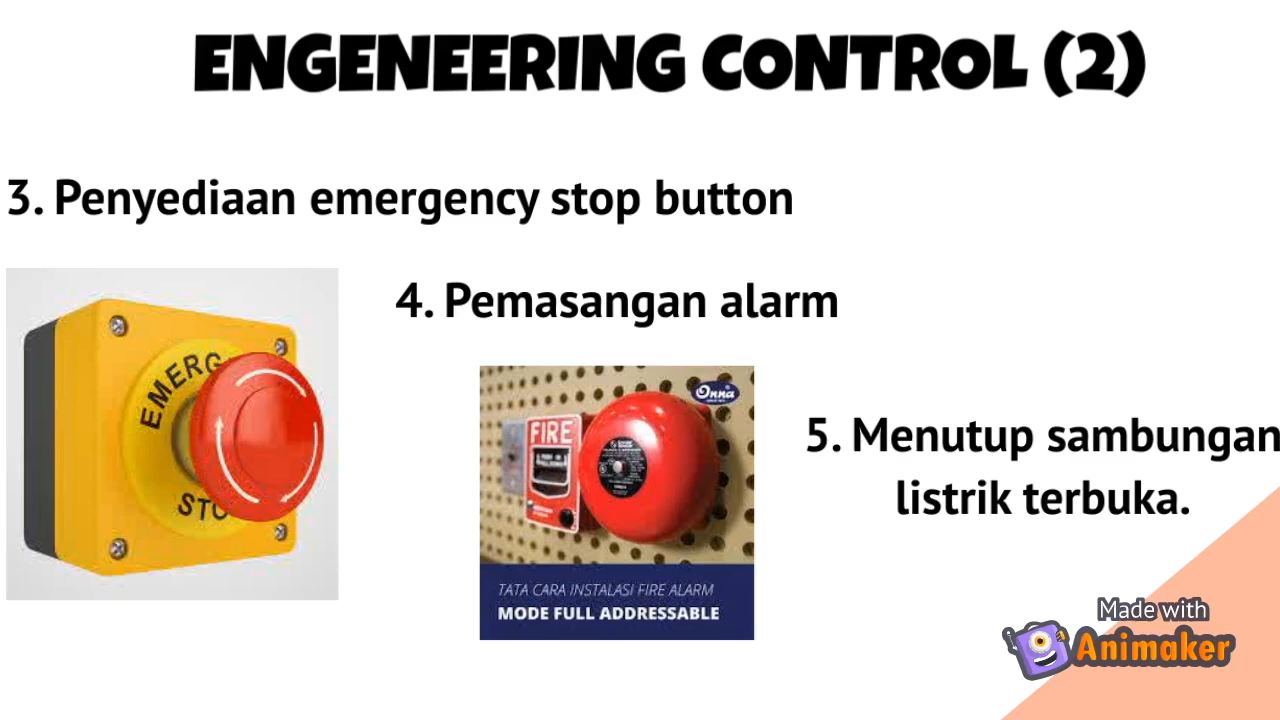 ENGENEERING CONTROL (2)
3. Penyediaan emergency stop button
4. Pemasangan alarm
EMERG
STO
Onna
FIRE
TATA CARA INSTALASI FIRE ALARM
MODE FULL ADDRESSABLE
5. Menutup sambungan
listrik terbuka.
Made with
Animaker